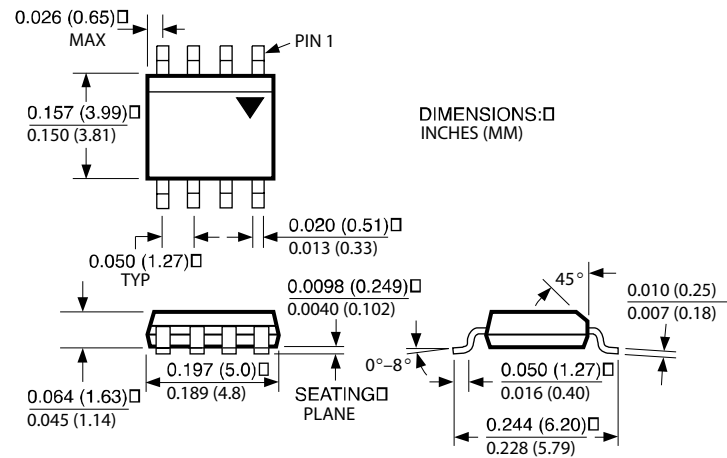 0.026 (0.65)□
MAX
PIN 1
0.157 (3.99)□
0.150 (3.81)
DIMENSIONS:□
INCHES (MM)
0.020 (0.51)□
0.013 (0.33)
0.050 (1.27)□
TYP
0.0098 (0.249)□
0.0040 (0.102)
45°
0.010 (0.25)
0.007 (0.18)
0°–8°
0.197 (5.0)□
0.189 (4.8)
0.050 (1.27)□
0.016 (0.40)
0.064 (1.63)□
0.045 (1.14)
SEATING□
PLANE
0.244 (6.20)□
0.228 (5.79)